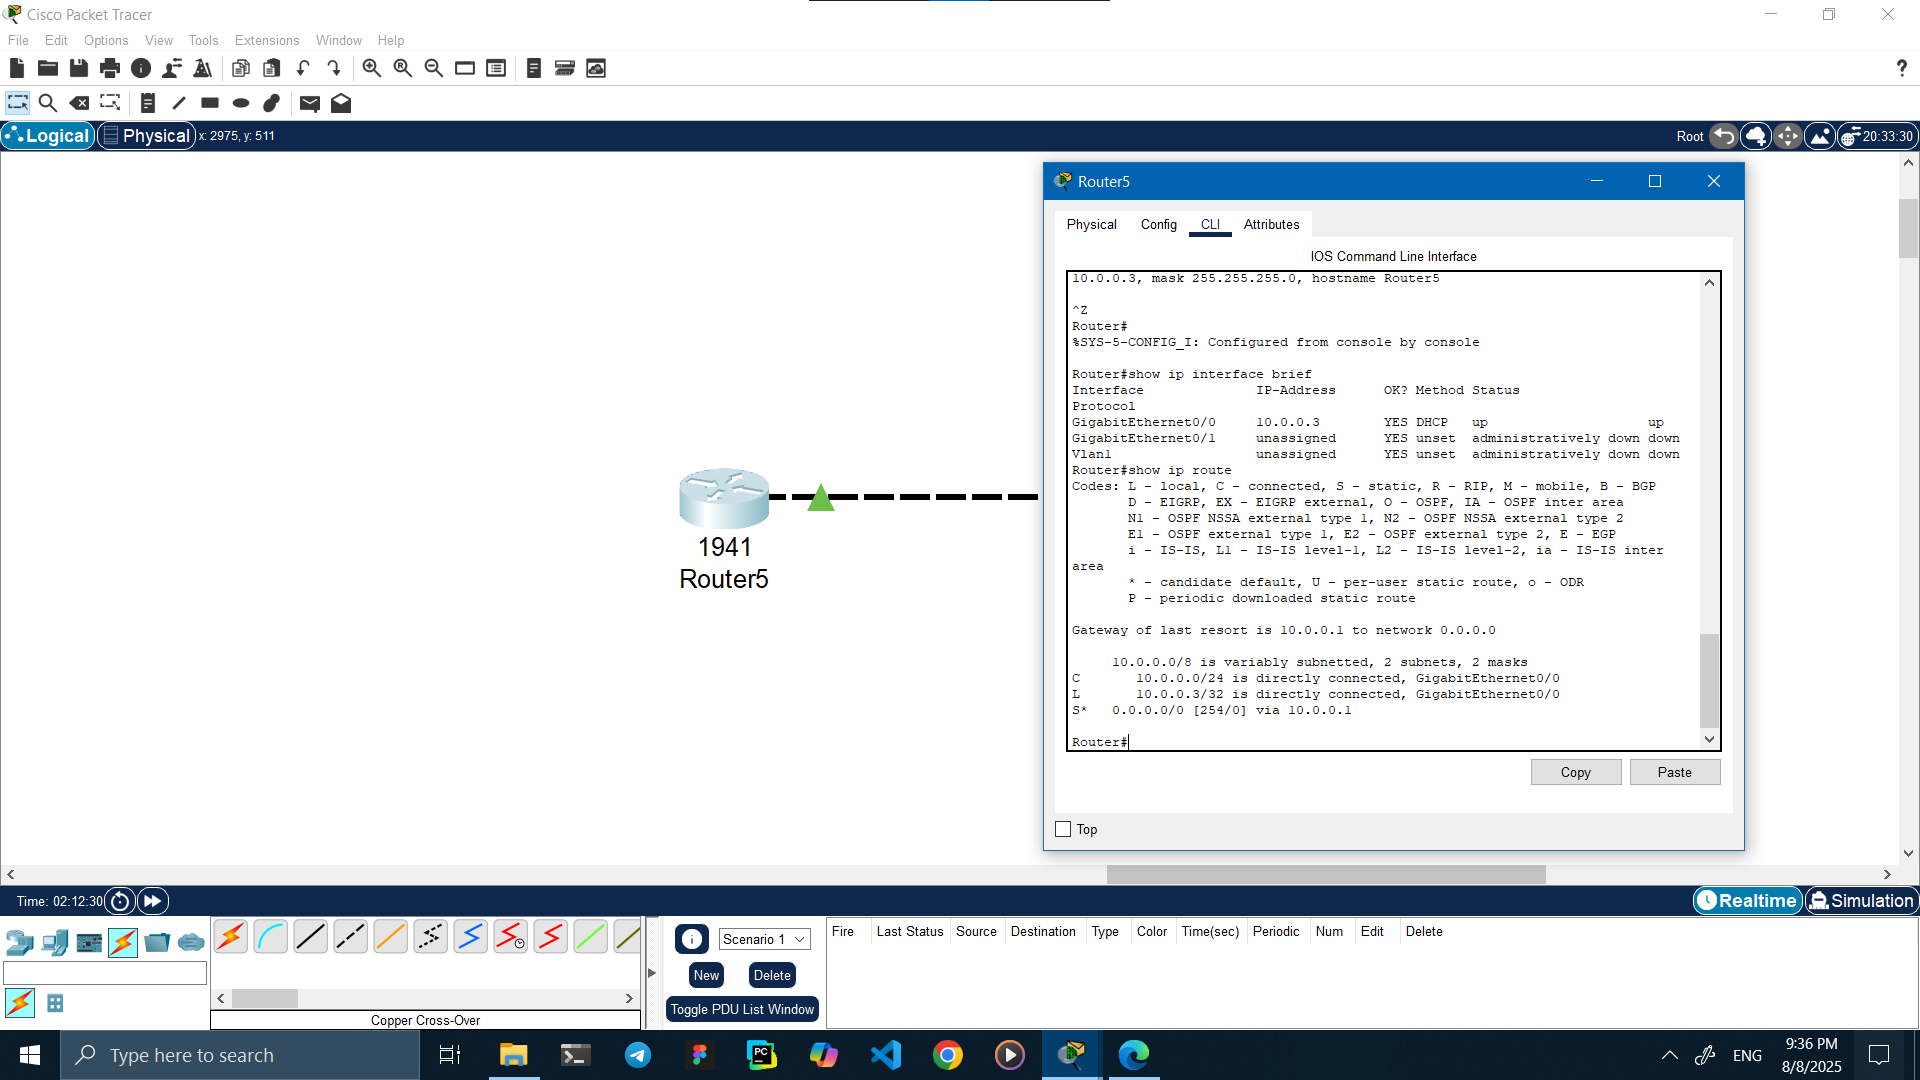 Cisco Packet Tracer
File Edit Options View Tools Extensions Window Help
Logical Physical x: 2975, y: 511 Root 20:33:30
1941
Router5
Router5
Physical Config CLI Attributes
IOS Command Line Interface
10.0.0.3, mask 255.255.255.0, hostname Router5
^Z
Router#
%SYS-5-CONFIG_I: Configured from console by console
Router#show ip interface brief
Interface IP-Address OK? Method Status
Protocol
GigabitEthernet0/0 10.0.0.3 YES DHCP up up
GigabitEthernet0/1 unassigned YES unset administratively down down
Vlan1 unassigned YES unset administratively down down
Router#show ip route
Codes: L - local, C - connected, S - static, R - RIP, M - mobile, B - BGP
D - EIGRP, EX - EIGRP external, O - OSPF, IA - OSPF inter area
N1 - OSPF NSSA external type 1, N2 - OSPF NSSA external type 2
E1 - OSPF external type 1, E2 - OSPF external type 2, E - EGP
i - IS-IS, L1 - IS-IS level-1, L2 - IS-IS level-2, ia - IS-IS inter
area
* - candidate default, U - per-user static route, o - ODR
P - periodic downloaded static route
Gateway of last resort is 10.0.0.1 to network 0.0.0.0
10.0.0.0/8 is variably subnetted, 2 subnets, 2 masks
C 10.0.0.0/24 is directly connected, GigabitEthernet0/0
L 10.0.0.3/32 is directly connected, GigabitEthernet0/0
S* 0.0.0.0/0 [254/0] via 10.0.0.1
Router#
Copy Paste
Top
Time: 02:12:30 Realtime Simulation
Scenario 1
New Delete
Toggle PDU List Window
Fire Last Status Source Destination Type Color Time(sec) Periodic Num Edit Delete
Copper Cross-Over
Type here to search
PC
ENG
9:36 PM
8/8/2025